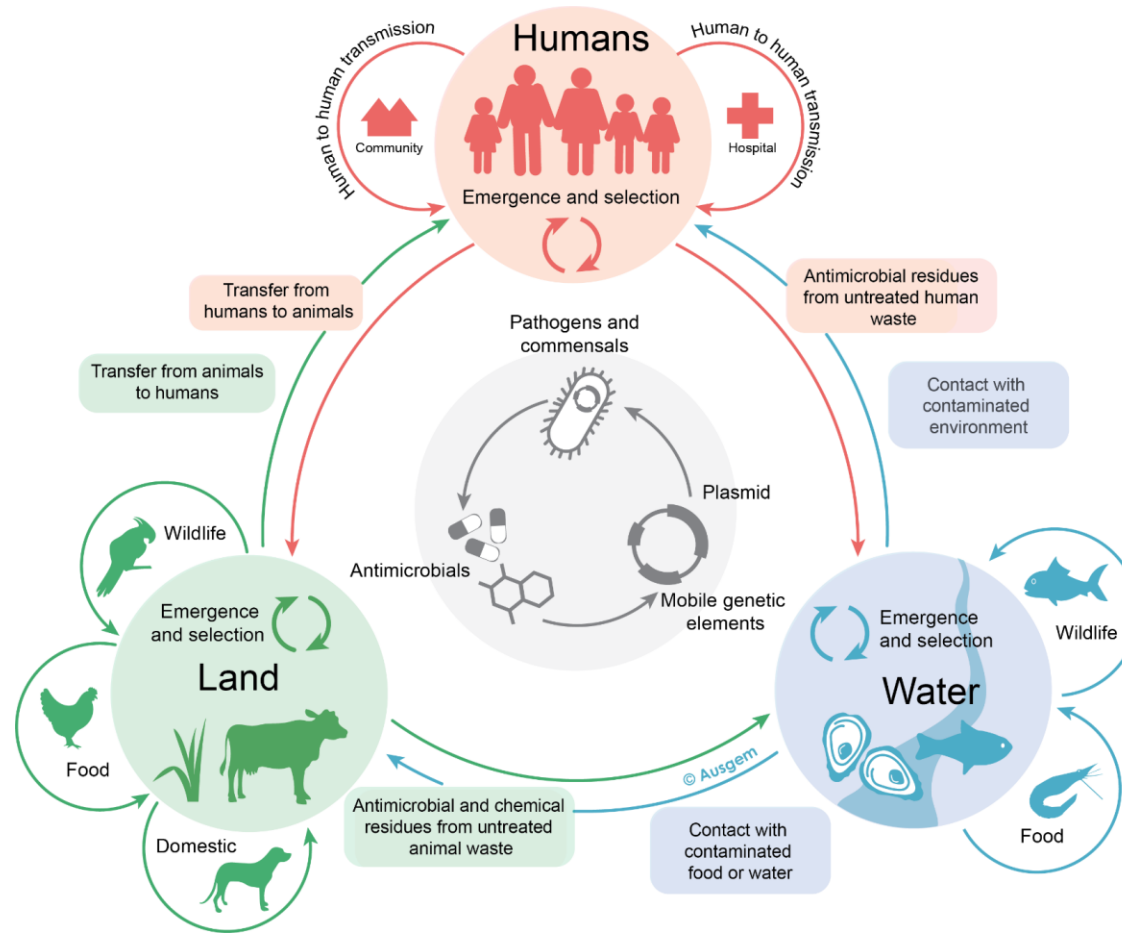 Humans
Human to human transmission
Human to human
transmission
Community
Hospital
Emergence and selection
Transfer from
humans to animals
Antimicrobial residues
from untreated human
waste
Pathogens and
commensals
Transfer from animals
to humans
Contact with
contaminated
environment
Plasmid
Wildlife
Antimicrobials
Mobile genetic
elements
Emergence
and selection
Land
Emergence
and selection
Wildlife
Water
Food
© Ausgem
Antimicrobial and chemical
residues from untreated
animal waste
Contact with
contaminated
food or water
Food
Domestic